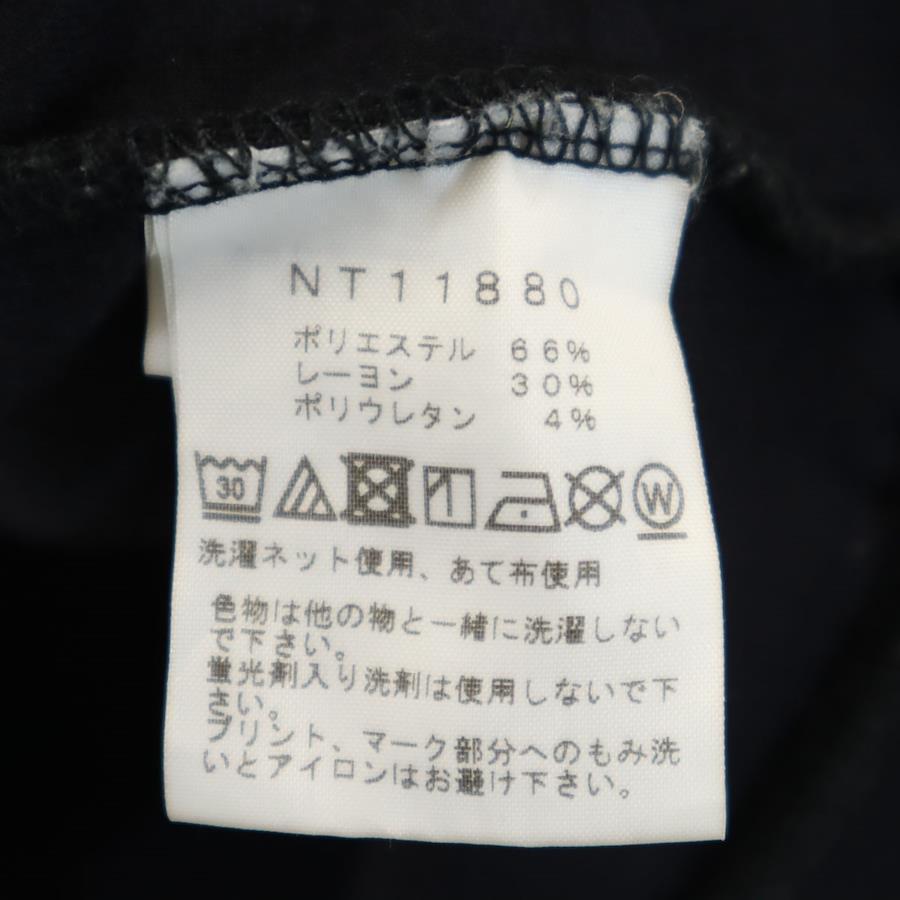 NT11880
ポリエステル 66%
レーヨン 30%
ポリウレタン 4%
30 W
洗濯ネット使用、あて布使用
色物は他の物と一緒に洗濯しない
で下さい。
蛍光剤入り洗剤は使用しないで下
さい。
プリント、マーク部分へのもみ洗
いとアイロンはお避け下さい。